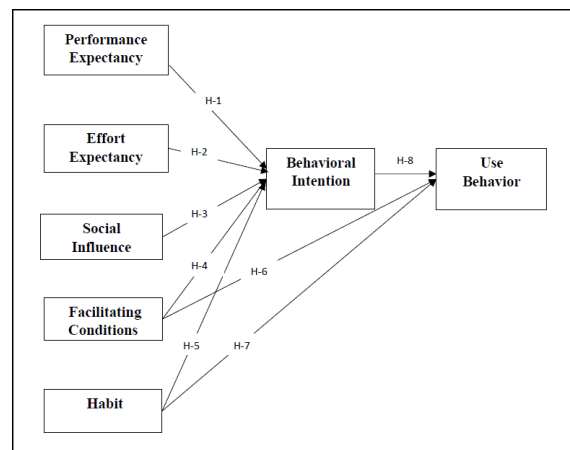 Performance
Expectancy
H-1
Effort
Expectancy
H-2
Behavioral
Intention
H-8
Use
Behavior
Social
Influence
H-3
H-4
H-6
Facilitating
Conditions
H-5
H-7
Habit